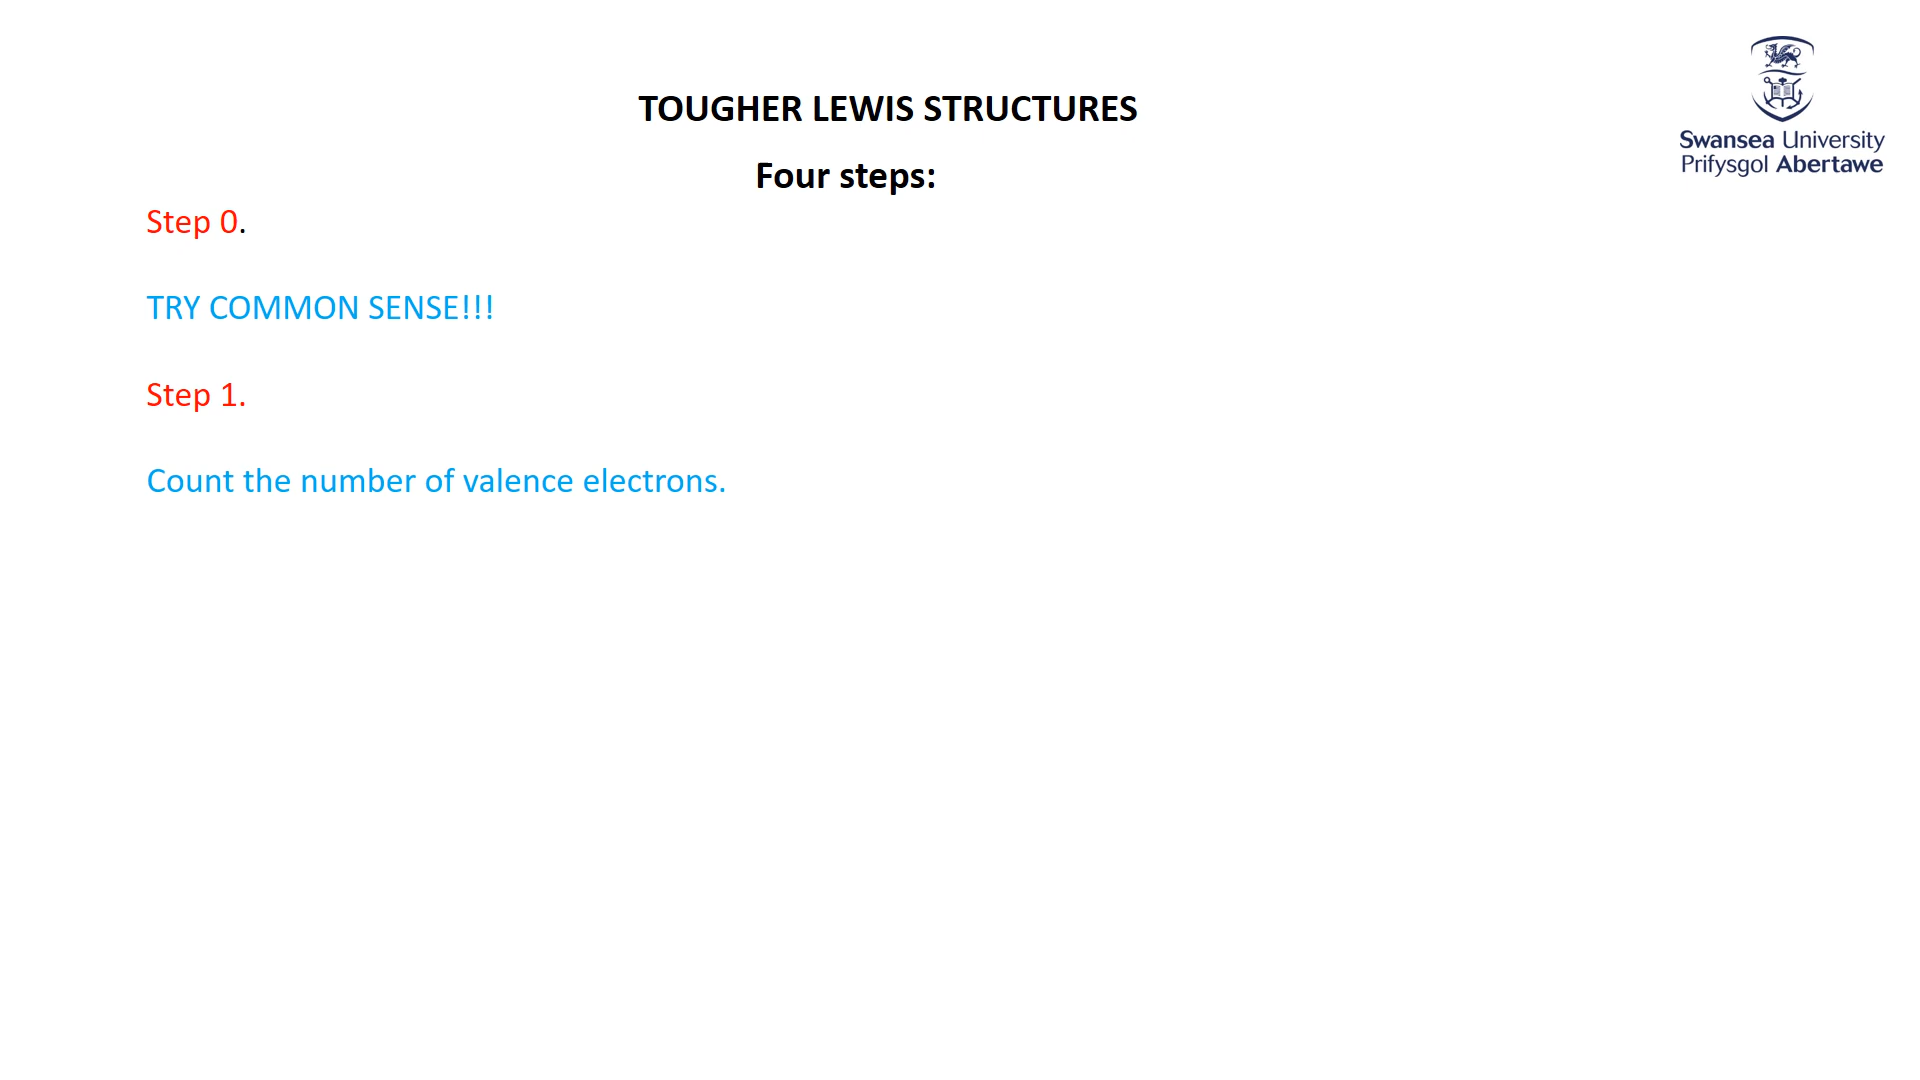 TOUGHER LEWIS STRUCTURES
Swansea University
Prifysgol Abertawe
Four steps:
Step 0.
TRY COMMON SENSE!!!
Step 1.
Count the number of valence electrons.